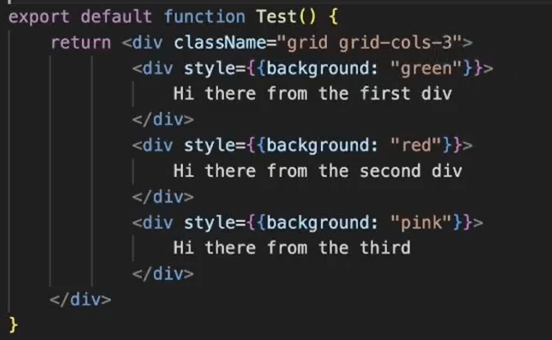 export default function Test() {
    return <div className="grid grid-cols-3">
            <div style={{background: "green"}}>
                Hi there from the first div
            </div>
            <div style={{background: "red"}}>
                Hi there from the second div
            </div>
            <div style={{background: "pink"}}>
                Hi there from the third
            </div>
    </div>
}